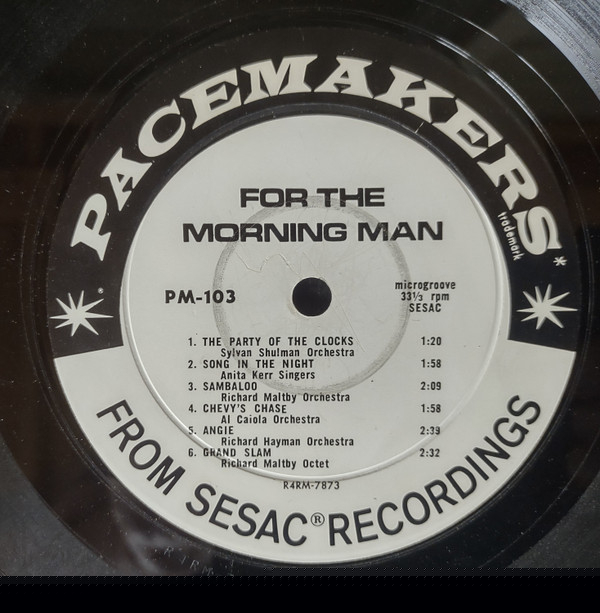 PACEMAKERS*
trademark
FOR THE
MORNING MAN
PM-103
microgroove
33⅓ rpm
SESAC
1. THE PARTY OF THE CLOCKS 1:20
Sylvan Shulman Orchestra
2. SONG IN THE NIGHT 1:58
Anita Kerr Singers
3. SAMBALOO 2:09
Richard Maltby Orchestra
4. CHEVY'S CHASE 1:58
Al Caiola Orchestra
5. ANGIE 2:39
Richard Hayman Orchestra
6. GRAND SLAM 2:32
Richard Maltby Octet
R4RM-7873
FROM SESAC® RECORDINGS